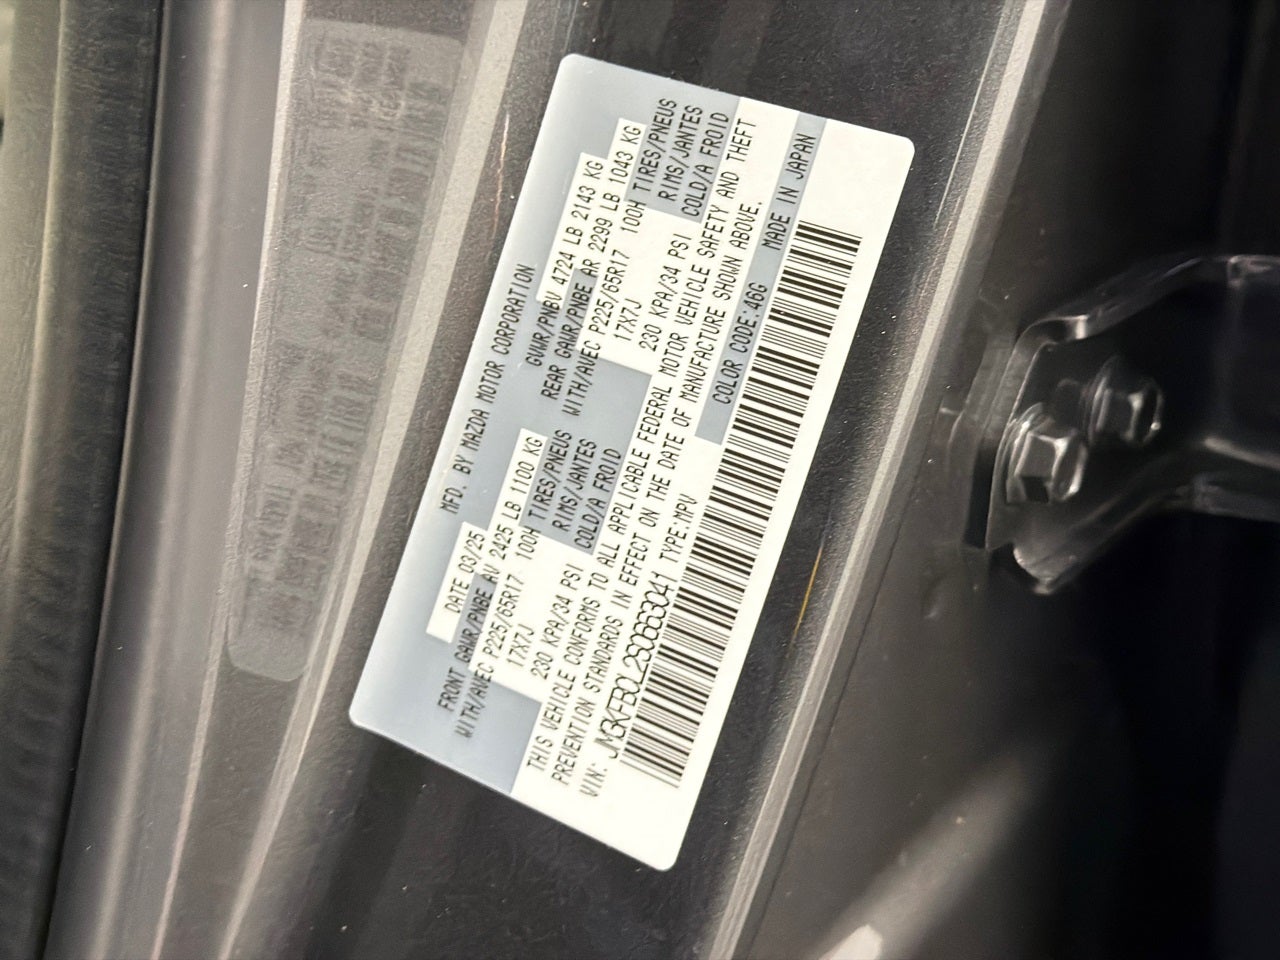 MFD. BY MAZDA MOTOR CORPORATION
DATE 03/25 GVWR/PNBV 4724 LB 2143 KG
FRONT GAWR/PNBE AV 2425 LB 1100 KG REAR GAWR/PNBE AR 2299 LB 1043 KG
WITH/AVEC P225/65R17 100H TIRES/PNEUS WITH/AVEC P225/65R17 100H TIRES/PNEUS
17X7J RIMS/JANTES 17X7J RIMS/JANTES
230 KPA/34 PSI COLD/A FROID 230 KPA/34 PSI COLD/A FROID
THIS VEHICLE CONFORMS TO ALL APPLICABLE FEDERAL MOTOR VEHICLE SAFETY AND THEFT
PREVENTION STANDARDS IN EFFECT ON THE DATE OF MANUFACTURE SHOWN ABOVE.
VIN: JM3KFBCL2S0663041 TYPE:MPV COLOR CODE:46G MADE IN JAPAN